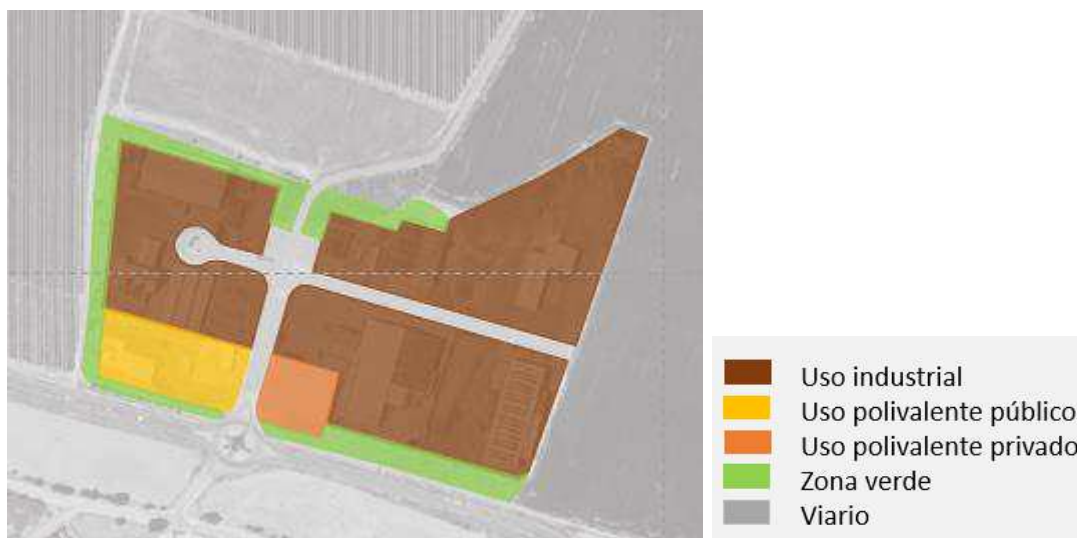 Uso industrial
Uso polivalente público
Uso polivalente privado
Zona verde
Viario